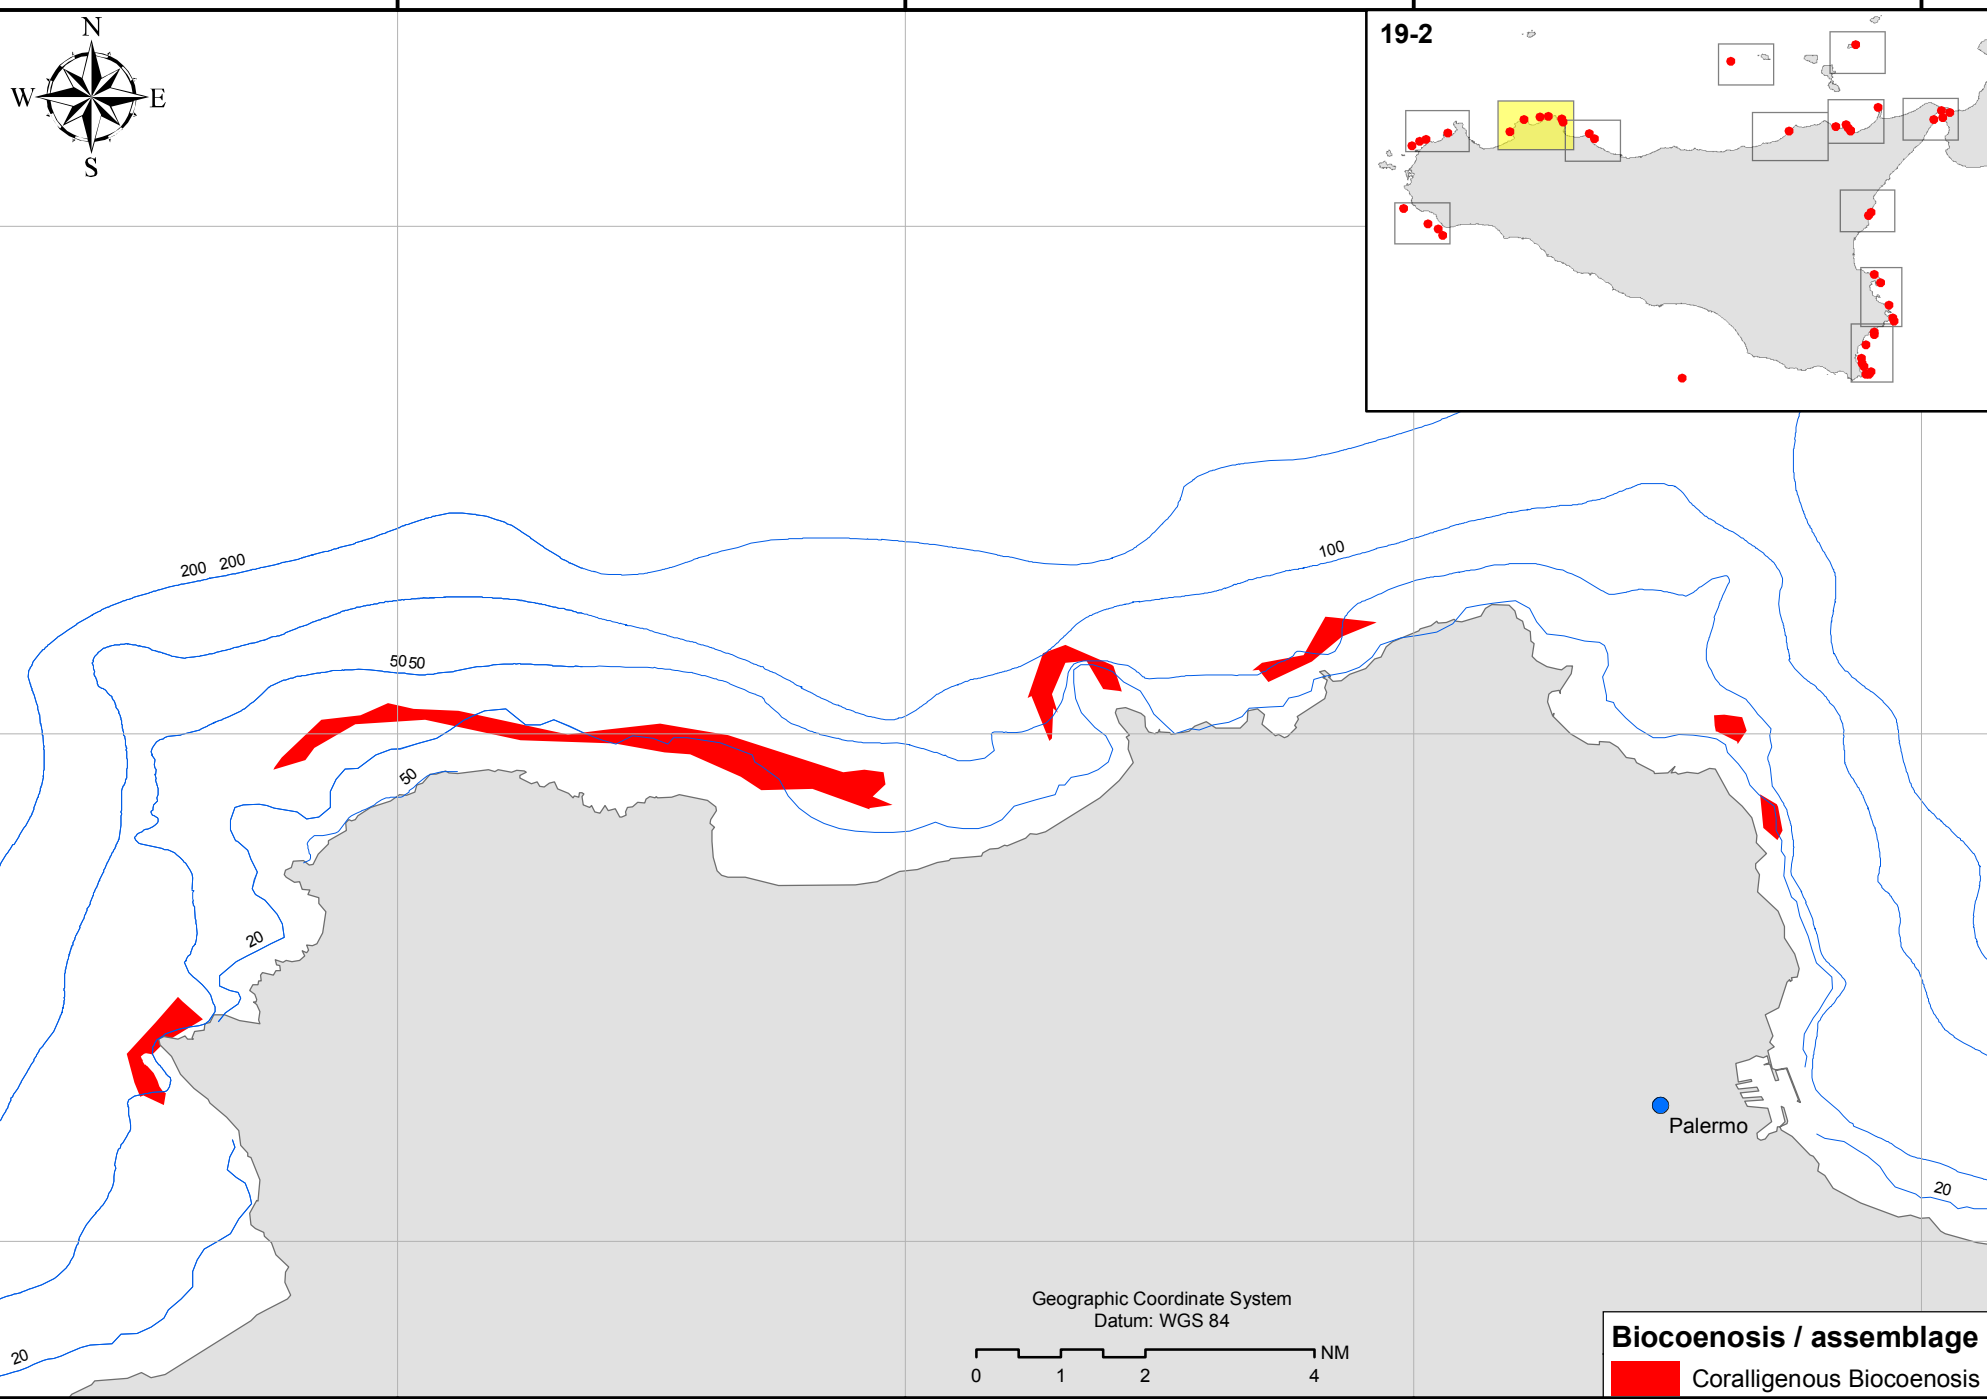 N
W E
S
19-2
200 200
100
50 50
50
20
Palermo
20
20
Geographic Coordinate System
Datum: WGS 84
NM
0 1 2 4
Biocoenosis / assemblage
Coralligenous Biocoenosis